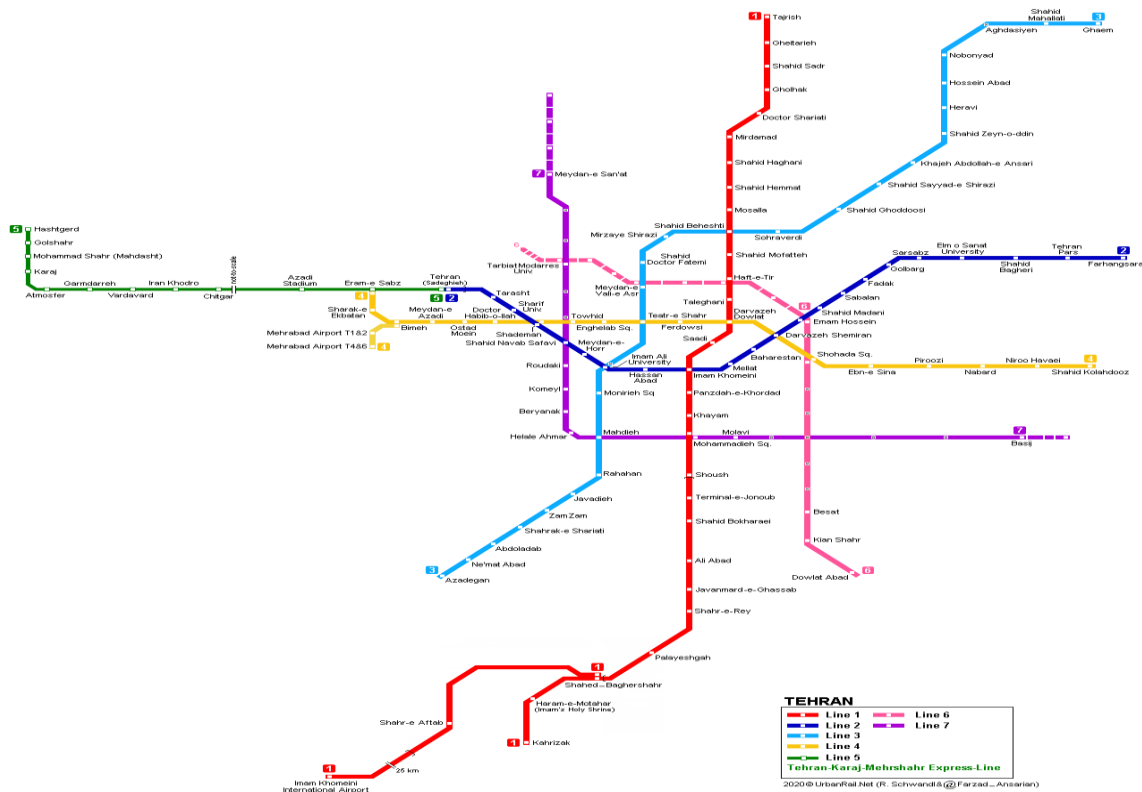 1
Tajrish
Gheitarieh
Shahid Sadr
Gholhak
Doctor Shariati
Mirdamad
Shahid Haghani
Shahid Hemmat
Mosalla
Shahid Beheshti
Shahid Mofatteh
Haft-e-Tir
Taleghani
Darvazeh
Dowlat
Saadi
Imam Khomeini
Panzdah-e-Khordad
Khayam
Mohammadieh Sq.
Shoush
Terminal-e-Jonoub
Shahid Bokharaei
Ali Abad
Javanmard-e-Ghassab
Shahr-e-Rey
Palayeshgah
1
Shahed_Baghershahr
Haram-e-Motahar
(Imam's Holy Shrine)
1
Kahrizak
Shahr-e Aftab
25 km
1
Imam Khomeini
International Airport
3
Ghaem
Shahid
Mahallati
Aghdasiyeh
Nobonyad
Hossein Abad
Heravi
Shahid Zeyn-o-ddin
Khajeh Abdollah-e Ansari
Shahid Sayyad-e Shirazi
Shahid Ghoddoosi
Sohraverdi
Mirzaye Shirazi
Shahid
Doctor Fatemi
Meydan-e
Vali-e Asr
Teatr-e Shahr
Imam Ali
University
Monirieh Sq
Mahdieh
Rahahan
Javadieh
Zam Zam
Shahrak-e Shariati
Abdoladab
Ne'mat Abad
3
Azadegan
7
Meydan-e San'at
Tarbiat Modarres
Univ
Towhid
Shahid Navab Safavi
Roudaki
Komeyl
Beryanak
Helale Ahmar
Molavi
7
Basij
5
Hashtgerd
Golshahr
Mohammad Shahr (Mahdasht)
Karaj
Atmosfer
Garmdarreh
Vardavard
Iran Khodro
Chitgar
not-to-scale
Azadi
Stadium
Eram-e Sabz
Tehran
(Sadeghieh)
5
2
Tarasht
Sharif
Univ.
Shademan
Meydan-e-
Horr
Hassan
Abad
Mellat
Baharestan
Darvazeh Shemiran
Emam Hossein
Shahid Madani
Sabalan
Fadak
Golbarg
Sarsabz
Elm o Sanat
University
Shahid
Bagheri
Tehran
Pars
2
Farhangsara
4
Sharak-e
Ekbatan
Mehrabad Airport T1&2
Mehrabad Airport T4&6
4
Bimeh
Meydan-e
Azadi
Ostad
Moein
Doctor
Habib-o-llah
Enghelab Sq.
Ferdowsi
Shohada Sq.
Ebn-e Sina
Piroozi
Nabard
Niroo Havaei
4
Shahid Kolahdooz
6
Besat
Kian Shahr
Dowlat Abad
6
TEHRAN
Line 1
Line 2
Line 3
Line 4
Line 5
Line 6
Line 7
Tehran-Karaj-Mehrshahr Express-Line
2020 © UrbanRail.Net (R. Schwandl & @ Farzad_Ansarian)